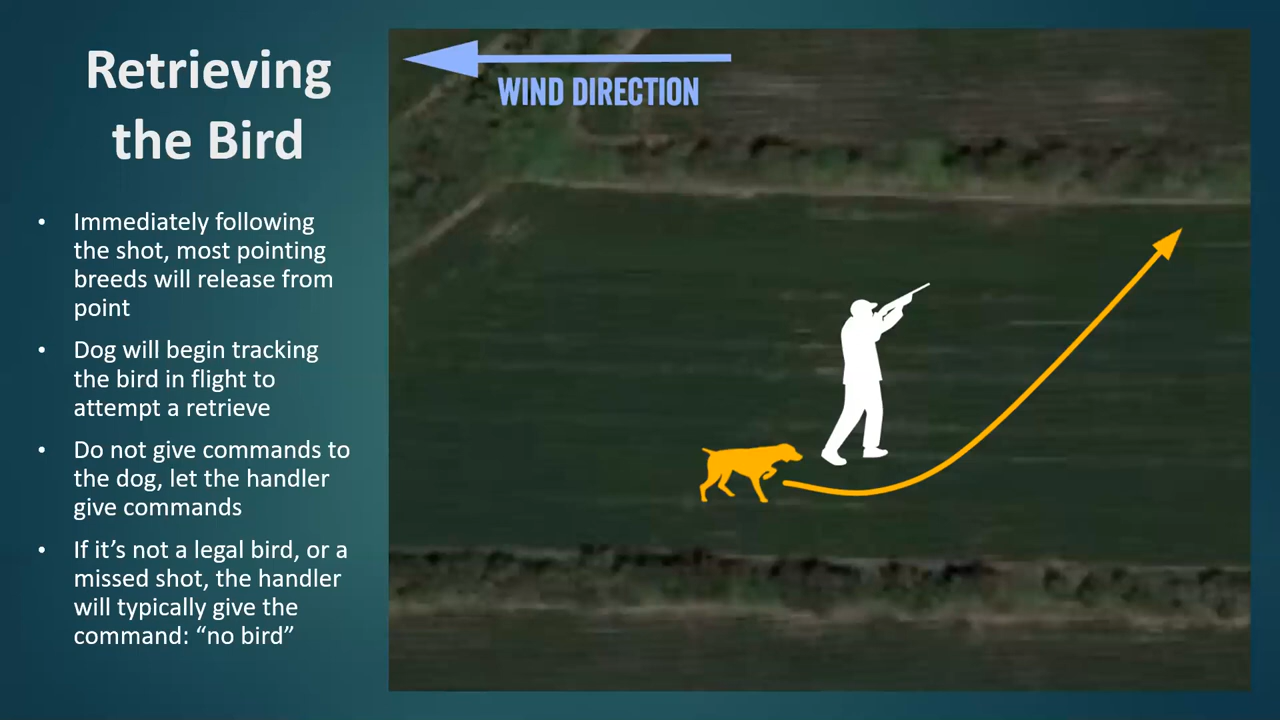 Retrieving
the Bird
• Immediately following
the shot, most pointing
breeds will release from
point
• Dog will begin tracking
the bird in flight to
attempt a retrieve
• Do not give commands to
the dog, let the handler
give commands
• If it’s not a legal bird, or a
missed shot, the handler
will typically give the
command: “no bird”
WIND DIRECTION